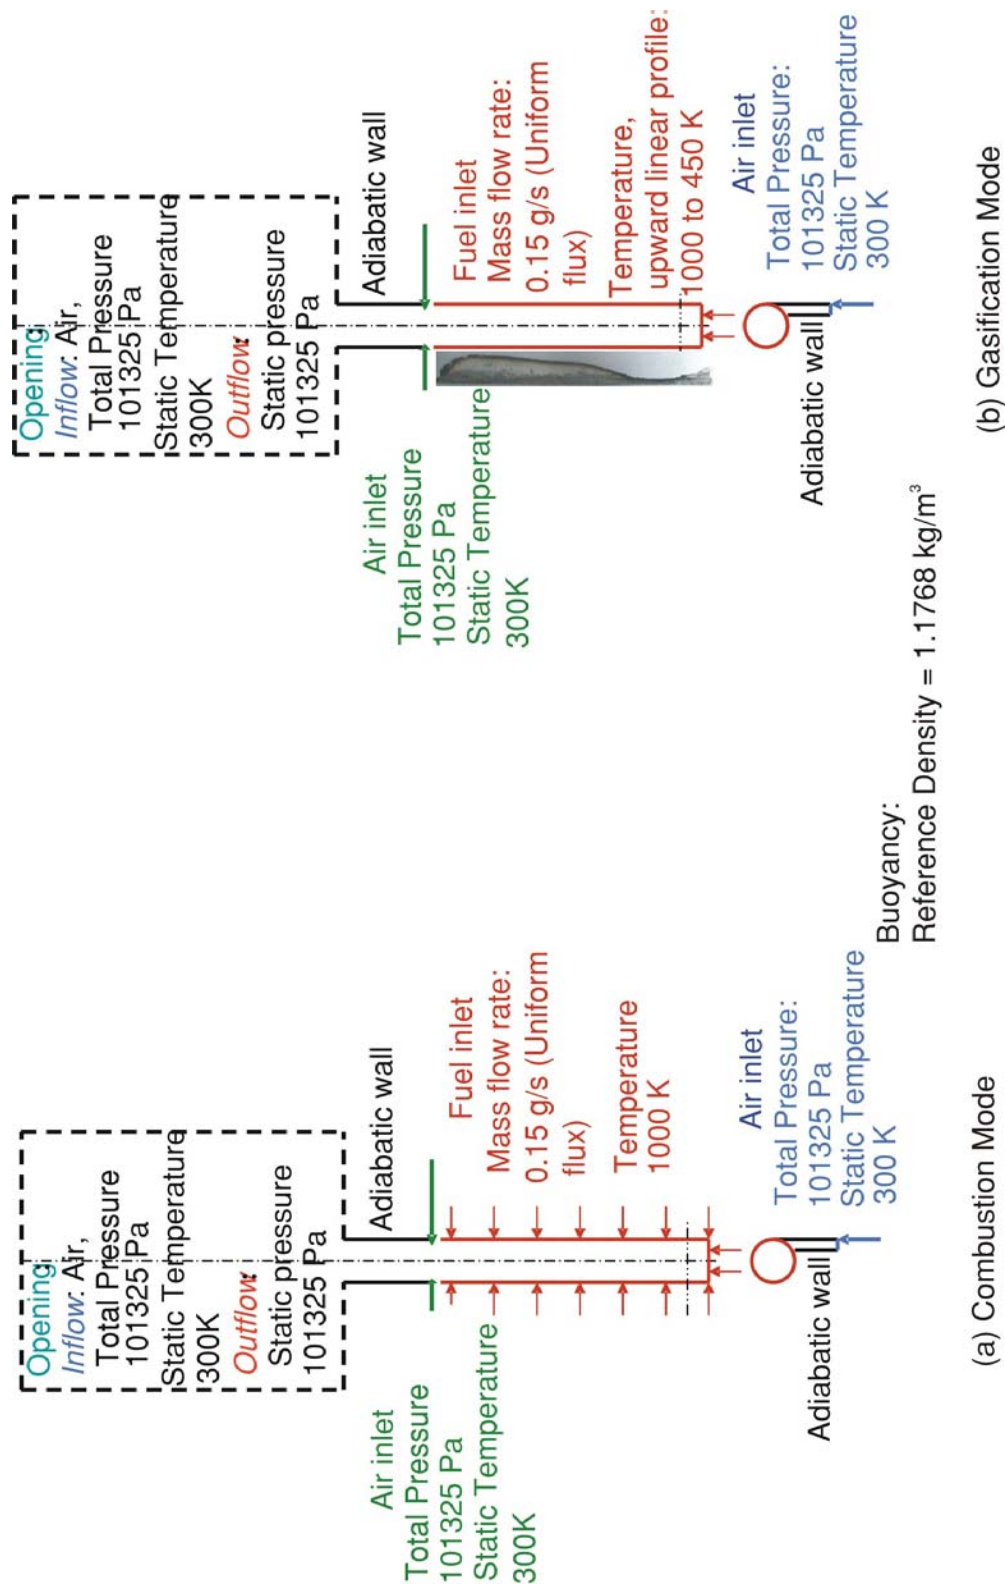 Opening:
Inflow: Air,
Total Pressure
101325 Pa
Static Temperature
300K
Outflow:
Static pressure
101325 Pa
Adiabatic wall
Air inlet
Total Pressure
101325 Pa
Static Temperature
300K
Fuel inlet
Mass flow rate:
0.15 g/s (Uniform
flux)
Temperature
1000 K
Air inlet
Total Pressure:
101325 Pa
Static Temperature
300 K
Adiabatic wall
(a) Combustion Mode
Buoyancy:
Reference Density = 1.1768 kg/m³
Opening:
Inflow: Air,
Total Pressure
101325 Pa
Static Temperature
300K
Outflow:
Static pressure
101325 Pa
Adiabatic wall
Air inlet
Total Pressure
101325 Pa
Static Temperature
300K
Fuel inlet
Mass flow rate:
0.15 g/s (Uniform
flux)
Temperature,
upward linear profile:
1000 to 450 K
Air inlet
Total Pressure:
101325 Pa
Static Temperature
300 K
Adiabatic wall
(b) Gasification Mode